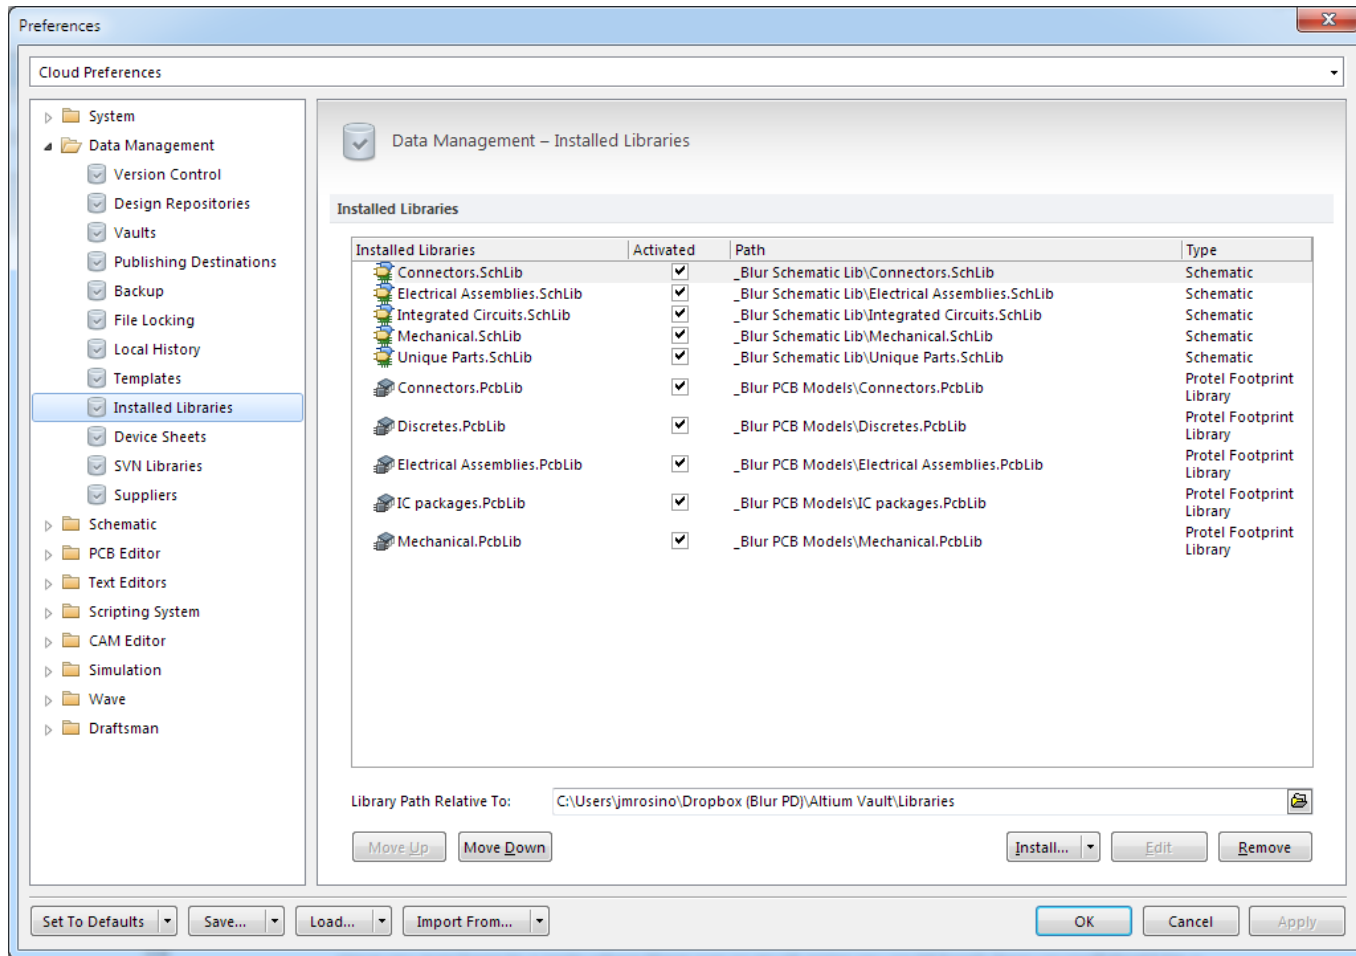 Preferences
Cloud Preferences
System
Data Management
Version Control
Design Repositories
Vaults
Publishing Destinations
Backup
File Locking
Local History
Templates
Installed Libraries
Device Sheets
SVN Libraries
Suppliers
Schematic
PCB Editor
Text Editors
Scripting System
CAM Editor
Simulation
Wave
Draftsman
Data Management – Installed Libraries
Installed Libraries
Installed Libraries Activated Path Type
Connectors.SchLib _Blur Schematic Lib\Connectors.SchLib Schematic
Electrical Assemblies.SchLib _Blur Schematic Lib\Electrical Assemblies.SchLib Schematic
Integrated Circuits.SchLib _Blur Schematic Lib\Integrated Circuits.SchLib Schematic
Mechanical.SchLib _Blur Schematic Lib\Mechanical.SchLib Schematic
Unique Parts.SchLib _Blur Schematic Lib\Unique Parts.SchLib Schematic
Connectors.PcbLib _Blur PCB Models\Connectors.PcbLib Protel Footprint
Library
Discretes.PcbLib _Blur PCB Models\Discretes.PcbLib Protel Footprint
Library
Electrical Assemblies.PcbLib _Blur PCB Models\Electrical Assemblies.PcbLib Protel Footprint
Library
IC packages.PcbLib _Blur PCB Models\IC packages.PcbLib Protel Footprint
Library
Mechanical.PcbLib _Blur PCB Models\Mechanical.PcbLib Protel Footprint
Library
Library Path Relative To: C:\Users\jmrosino\Dropbox (Blur PD)\Altium Vault\Libraries
Move Up Move Down Install... Edit Remove
Set To Defaults Save... Load... Import From... OK Cancel Apply